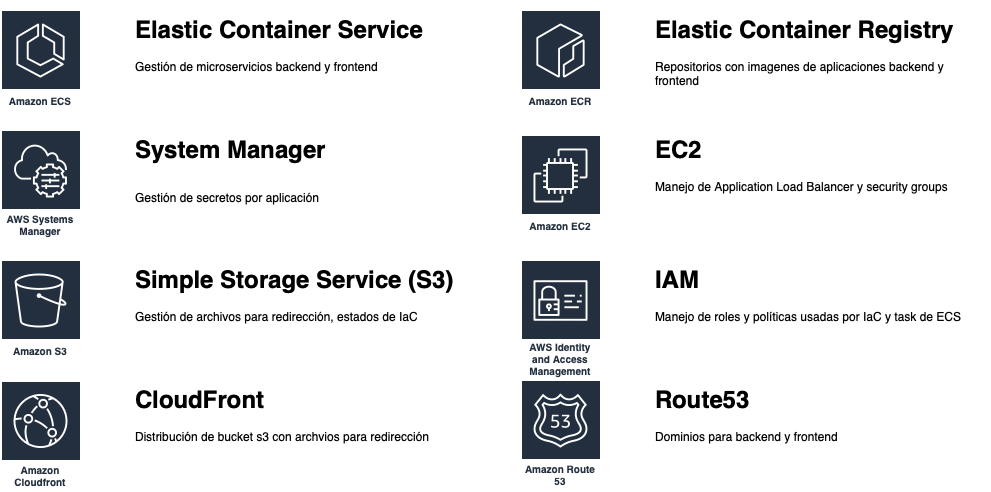 Elastic Container Service
Gestión de microservicios backend y frontend
Amazon ECS
Elastic Container Registry
Repositorios con imagenes de aplicaciones backend y
frontend
Amazon ECR
System Manager
Gestión de secretos por aplicación
AWS Systems
Manager
EC2
Manejo de Application Load Balancer y security groups
Amazon EC2
Simple Storage Service (S3)
Gestión de archivos para redirección, estados de IaC
Amazon S3
IAM
Manejo de roles y políticas usadas por IaC y task de ECS
AWS Identity
and Access
Management
CloudFront
Distribución de bucket s3 con archvios para redirección
Amazon
Cloudfront
Route53
Dominios para backend y frontend
53
Amazon Route
53